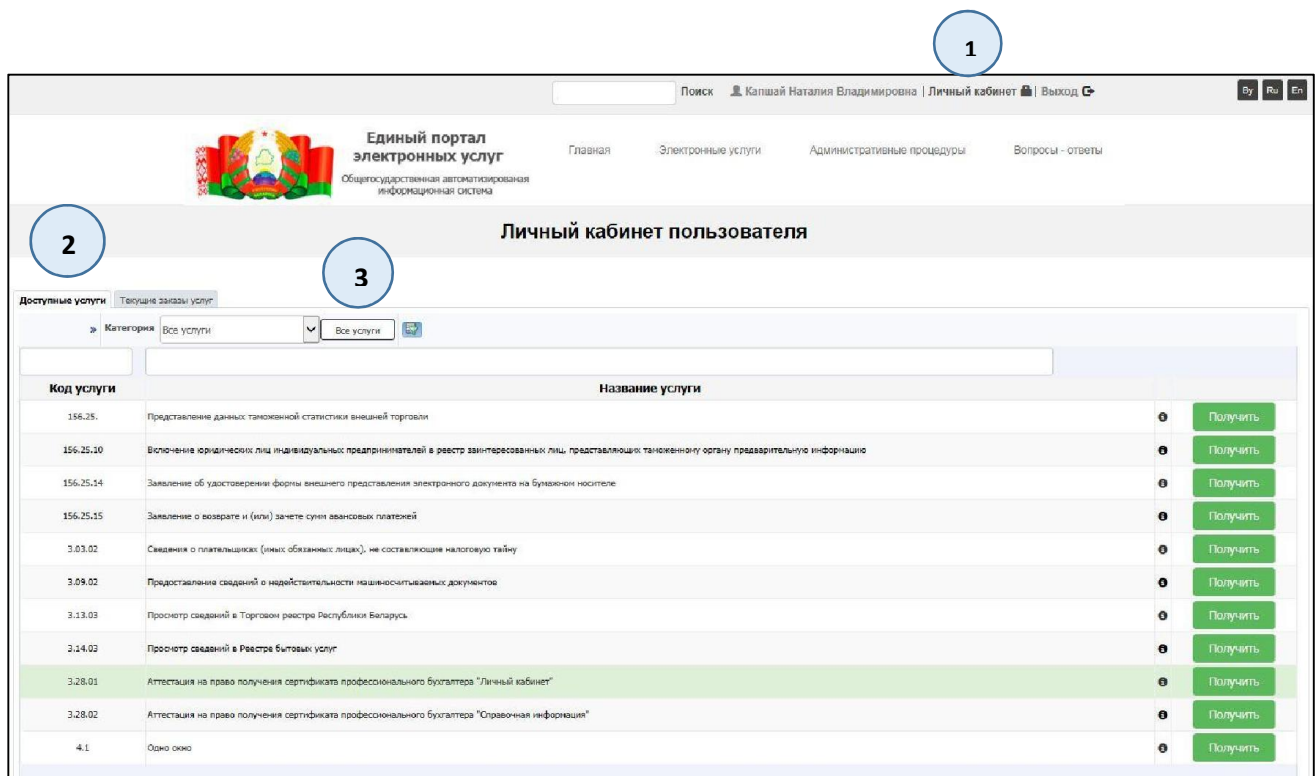 1
Поиск Капшай Наталия Владимировна | Личный кабинет | Выход
By Ru En
Единый портал
электронных услуг
Общегосударственная автоматизированая
информационная система
Главная Электронные услуги Административные процедуры Вопросы - ответы
Личный кабинет пользователя
2
3
Доступные услуги Текущие заказы услуг
» Категория Все услуги Все услуги
Код услуги Название услуги
156.25. Представление данных таможенной статистики внешней торговли Получить
156.25.10 Включение юридических лиц индивидуальных предпринимателей в реестр заинтересованных лиц, представляющих таможенному органу предварительную информацию Получить
156.25.14 Заявление об удостоверении формы внешнего представления электронного документа на бумажном носителе Получить
156.25.15 Заявление о возврате и (или) зачете сумм авансовых платежей Получить
3.03.02 Сведения о плательщиках (иных обязанных лицах), не составляющие налоговую тайну Получить
3.09.02 Предоставление сведений о недействительности машиносчитываемых документов Получить
3.13.03 Просмотр сведений в Торговом реестре Республики Беларусь Получить
3.14.03 Просмотр сведений в Реестре бытовых услуг Получить
3.28.01 Аттестация на право получения сертификата профессионального бухгалтера "Личный кабинет" Получить
3.28.02 Аттестация на право получения сертификата профессионального бухгалтера "Справочная информация" Получить
4.1 Одно окно Получить